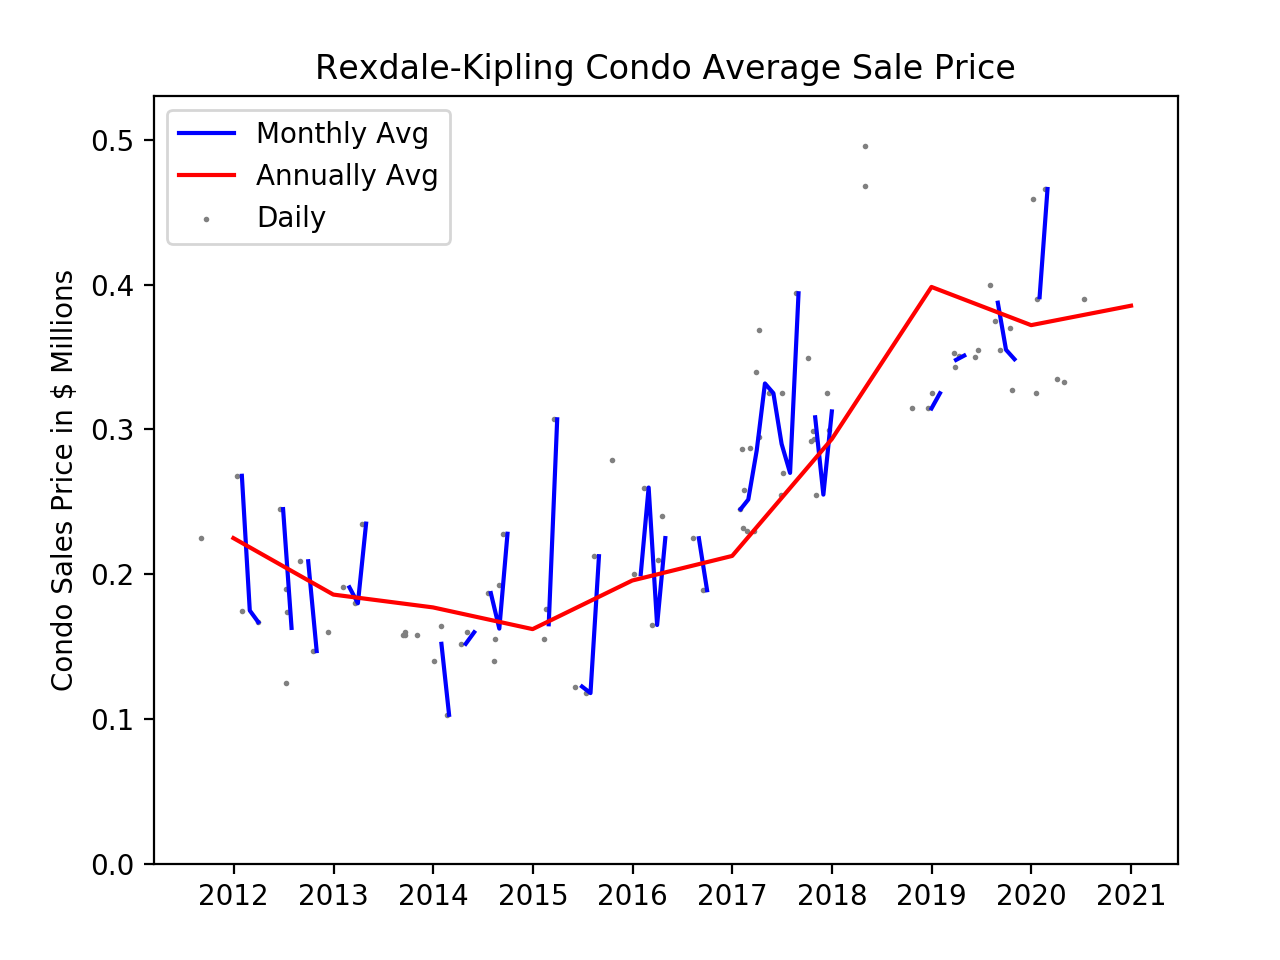 Rexdale-Kipling Condo Average Sale Price
Monthly Avg
Annually Avg
Daily
Condo Sales Price in $ Millions
0.5
0.4
0.3
0.2
0.1
0.0
2012 2013 2014 2015 2016 2017 2018 2019 2020 2021